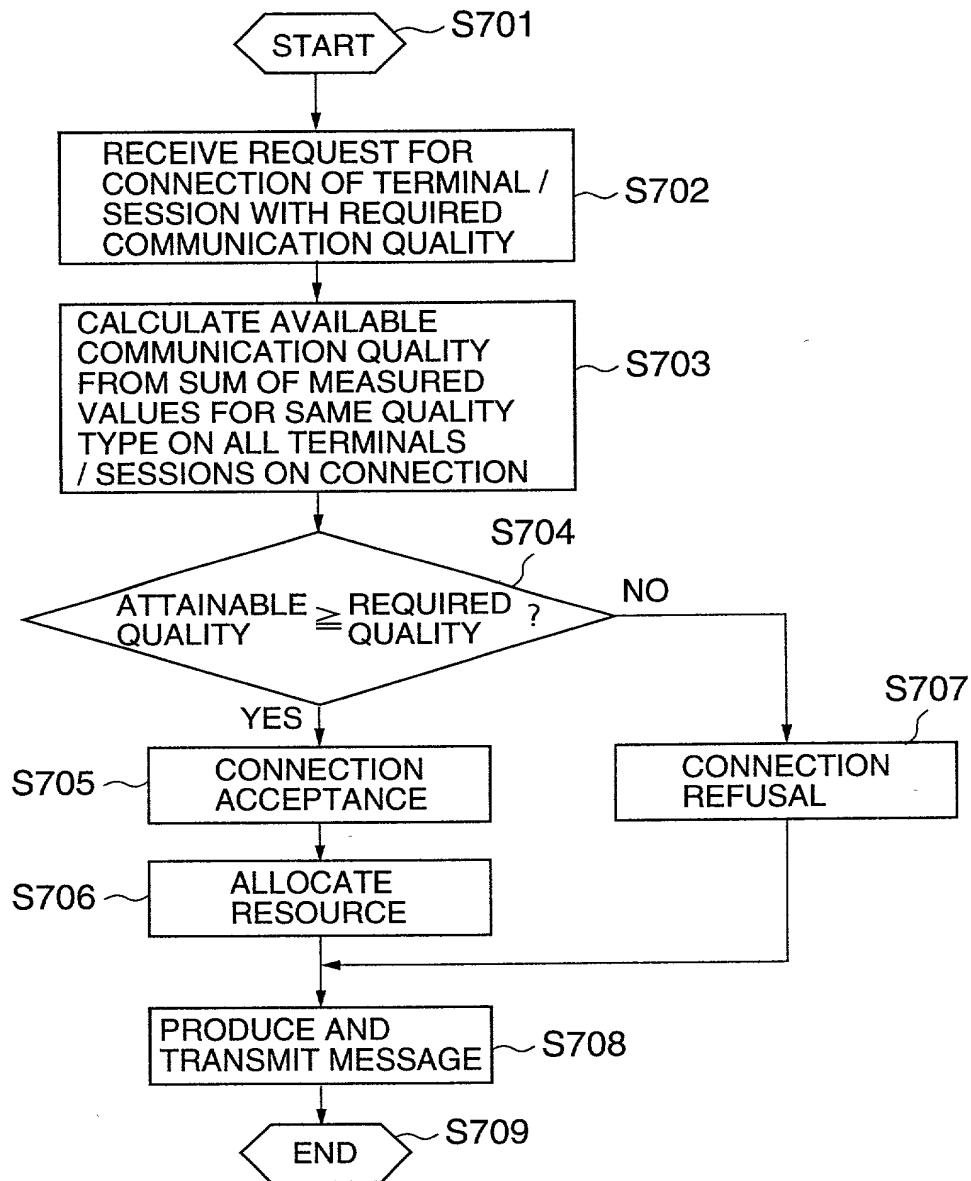 START
S701
RECEIVE REQUEST FOR
CONNECTION OF TERMINAL /
SESSION WITH REQUIRED
COMMUNICATION QUALITY
S702
CALCULATE AVAILABLE
COMMUNICATION QUALITY
FROM SUM OF MEASURED
VALUES FOR SAME QUALITY
TYPE ON ALL TERMINALS
/ SESSIONS ON CONNECTION
S703
S704
ATTAINABLE
QUALITY
≧
REQUIRED
QUALITY
?
NO
YES
S705
CONNECTION
ACCEPTANCE
S707
CONNECTION
REFUSAL
S706
ALLOCATE
RESOURCE
PRODUCE AND
TRANSMIT MESSAGE
S708
END
S709